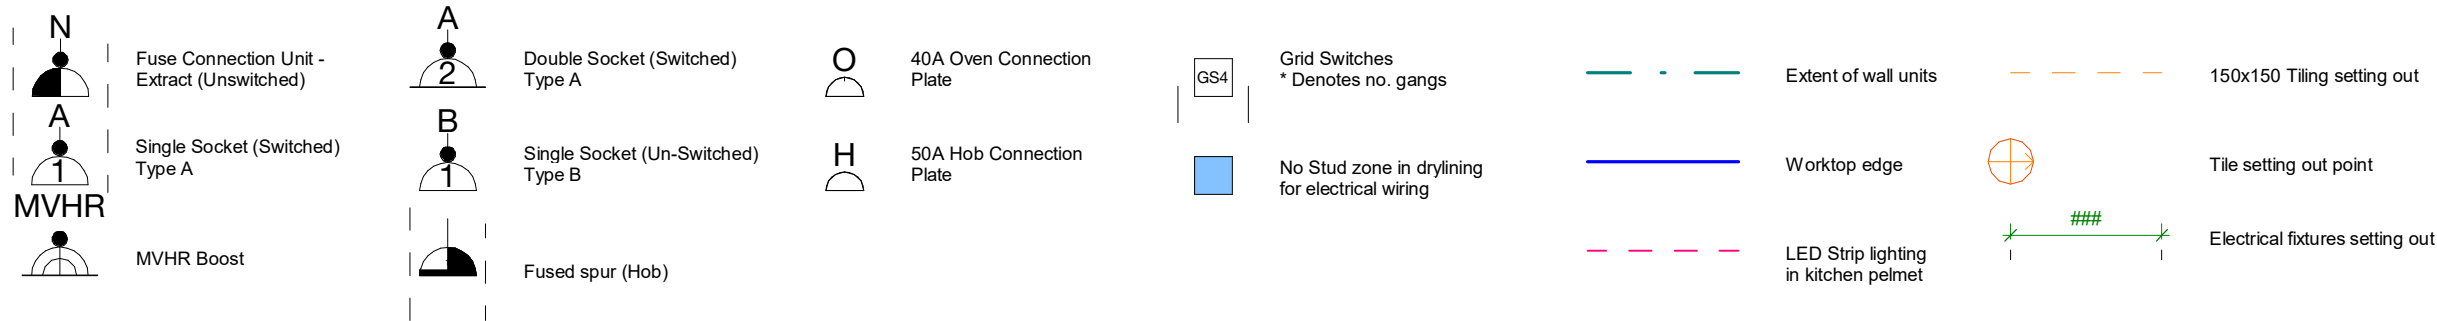 N
Fuse Connection Unit -
Extract (Unswitched)
A
1
Single Socket (Switched)
Type A
MVHR
MVHR Boost
A
2
Double Socket (Switched)
Type A
B
1
Single Socket (Un-Switched)
Type B
Fused spur (Hob)
O
40A Oven Connection
Plate
H
50A Hob Connection
Plate
GS4
Grid Switches
* Denotes no. gangs
No Stud zone in drylining
for electrical wiring
Extent of wall units
Worktop edge
LED Strip lighting
in kitchen pelmet
150x150 Tiling setting out
Tile setting out point
###
Electrical fixtures setting out